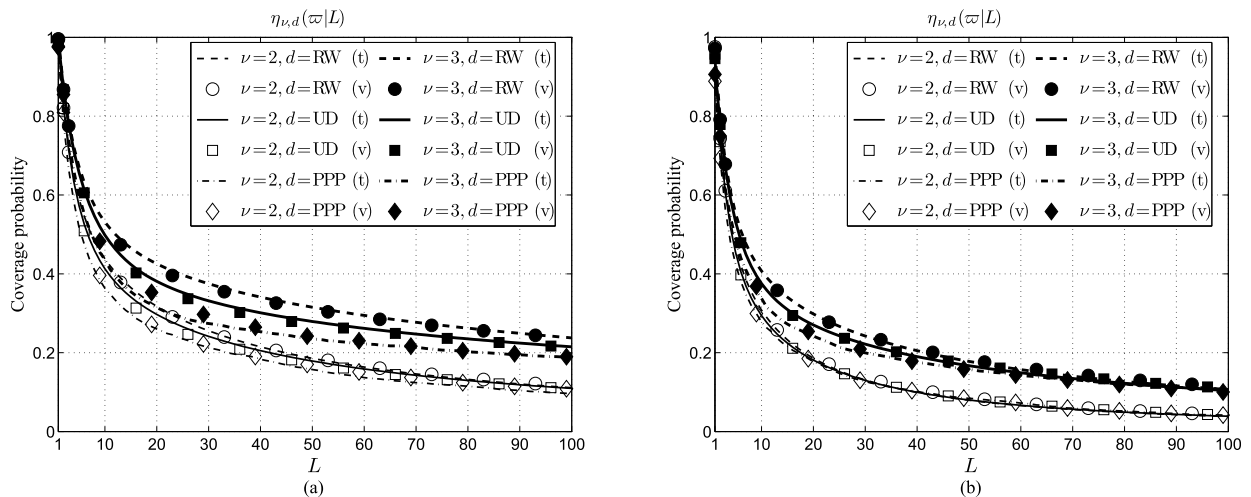 η_{ν,d}(ϖ|L)
1
0.8
0.6
0.4
0.2
0
Coverage probability
ν=2, d=RW (t)
ν=3, d=RW (t)
ν=2, d=RW (v)
ν=3, d=RW (v)
ν=2, d=UD (t)
ν=3, d=UD (t)
ν=2, d=UD (v)
ν=3, d=UD (v)
ν=2, d=PPP (t)
ν=3, d=PPP (t)
ν=2, d=PPP (v)
ν=3, d=PPP (v)
1 10 20 30 40 50 60 70 80 90 100
L
(a)
η_{ν,d}(ϖ|L)
1
0.8
0.6
0.4
0.2
0
Coverage probability
ν=2, d=RW (t)
ν=3, d=RW (t)
ν=2, d=RW (v)
ν=3, d=RW (v)
ν=2, d=UD (t)
ν=3, d=UD (t)
ν=2, d=UD (v)
ν=3, d=UD (v)
ν=2, d=PPP (t)
ν=3, d=PPP (t)
ν=2, d=PPP (v)
ν=3, d=PPP (v)
1 10 20 30 40 50 60 70 80 90 100
L
(b)